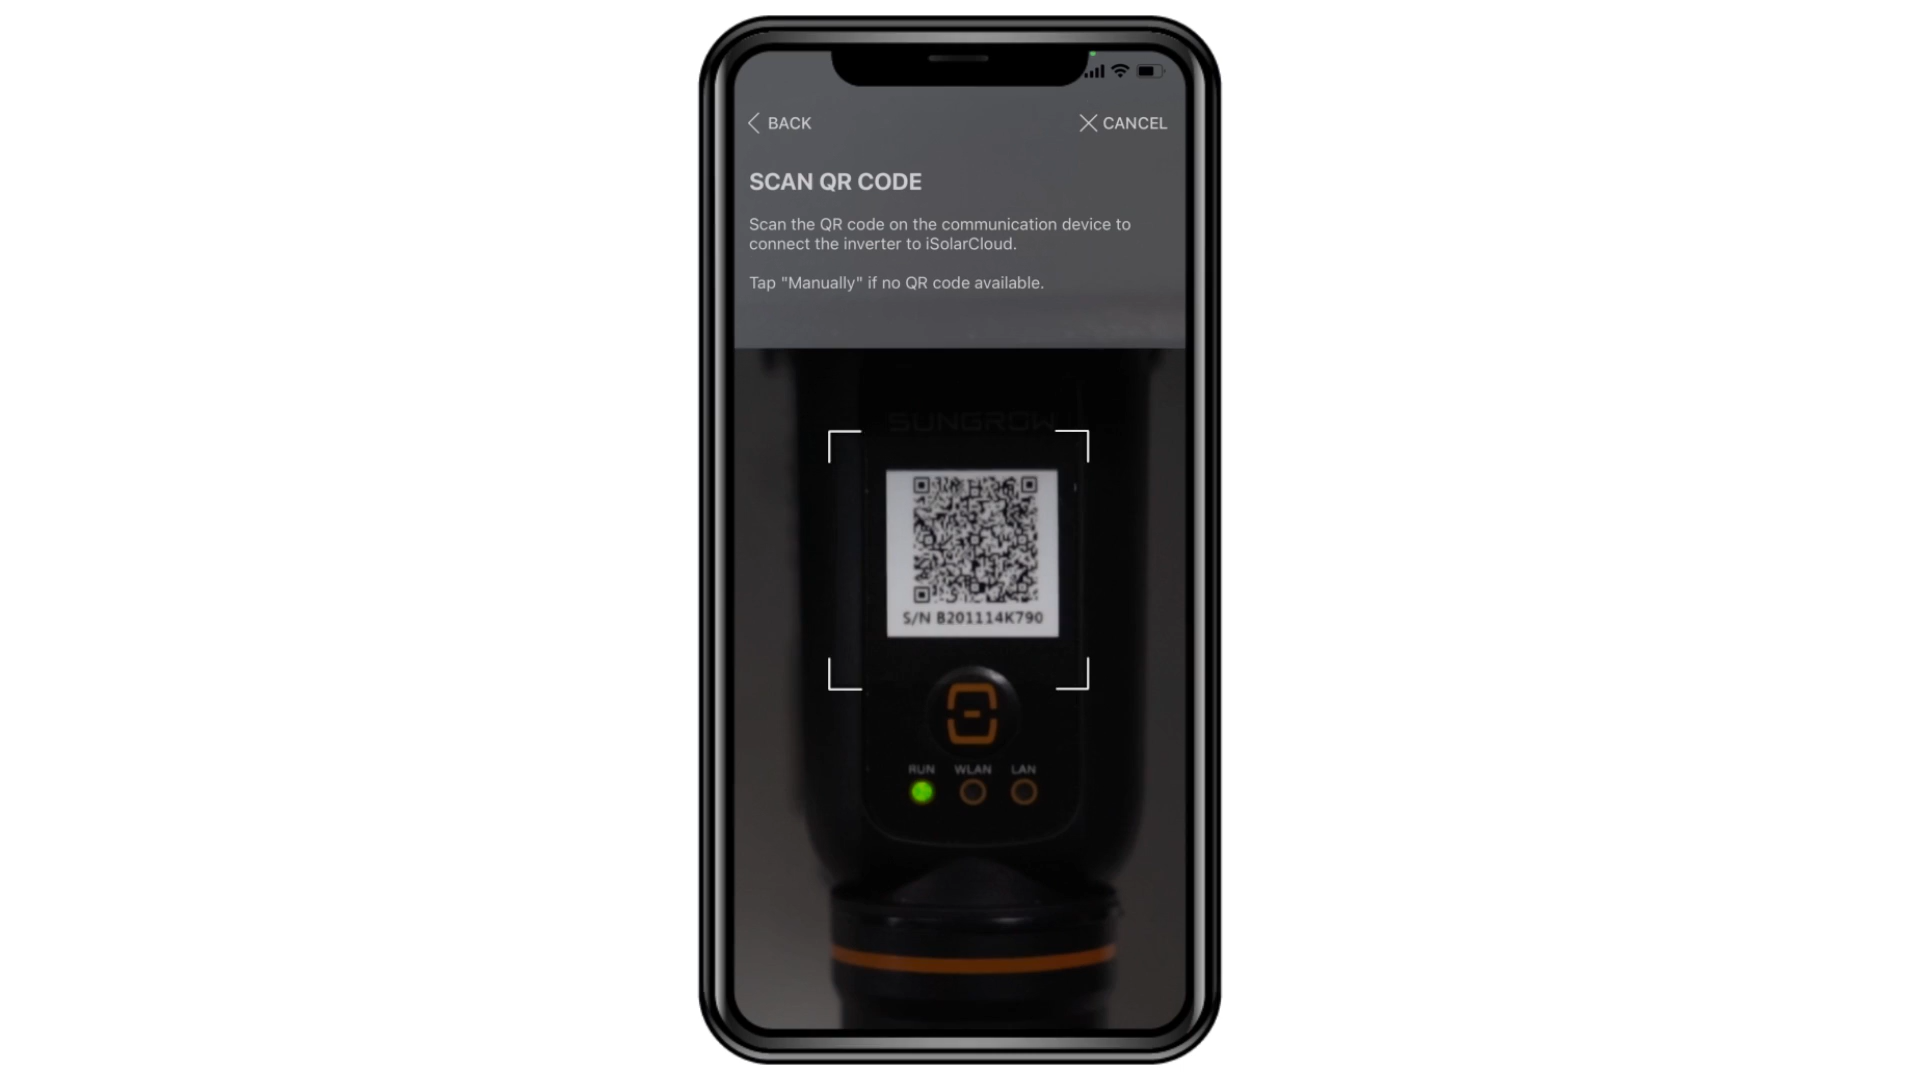 BACK
CANCEL
SCAN QR CODE
Scan the QR code on the communication device to
connect the inverter to iSolarCloud.
Tap "Manually" if no QR code available.
SUNGROW
S/N B201114K790
RUN WLAN LAN